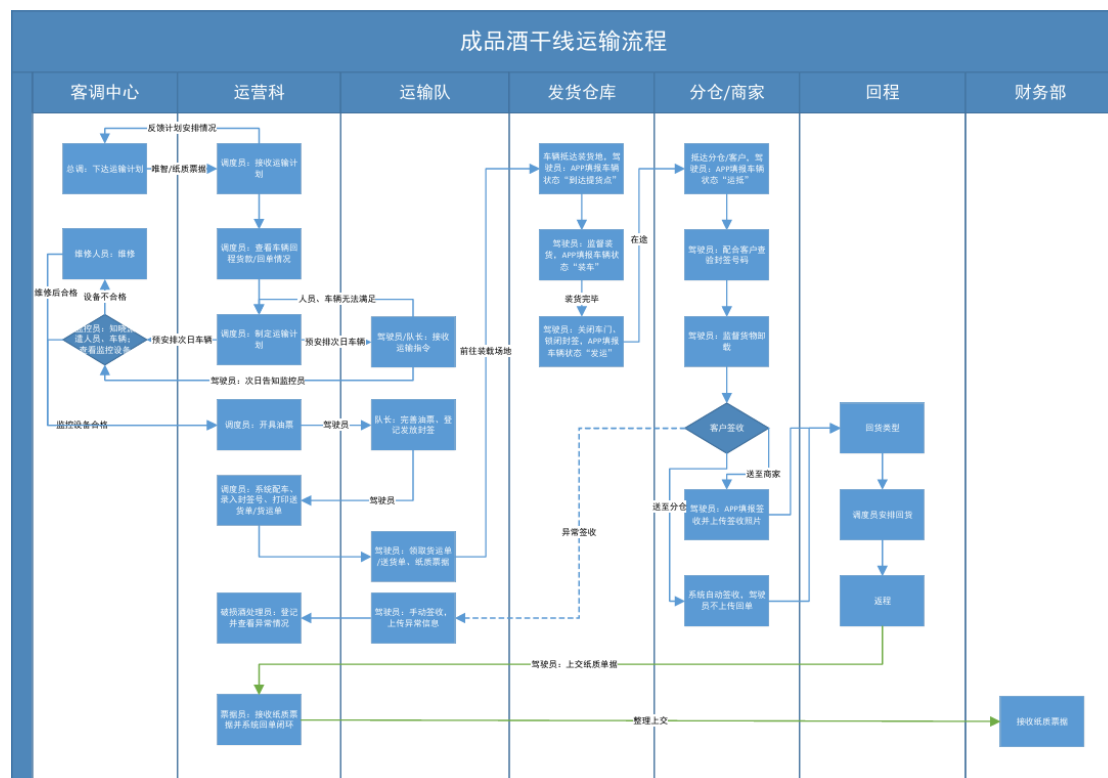 成品酒干线运输流程
客调中心
运营科
运输队
发货仓库
分仓/商家
回程
财务部
反馈计划安排情况
总调：下达运输计划
唯智/纸质票据
调度员：接收运输计
划
车辆抵达装货地，驾
驶员：APP填报车辆
状态“到达提货点”
抵达分仓/客户，驾
驶员：APP填报车辆
状态“运抵”
维修人员：维修
调度员：查看车辆回
程货款/回单情况
驾驶员：监督装
货，APP填报车辆状
态“装车”
在途
驾驶员：配合客户查
验封签号码
维修后合格
设备不合格
人员、车辆无法满足
装货完毕
监控员：知晓派
遣人员、车辆；
查看监控设备
预安排次日车辆
调度员：制定运输计
划
预安排次日车辆
驾驶员/队长：接收
运输指令
前往装载场地
驾驶员：关闭车门，
锁闭封签，APP填报
车辆状态“发运”
驾驶员：监督货物卸
载
驾驶员：次日告知监控员
监控设备合格
调度员：开具油票
驾驶员
队长：完善油票、登
记发放封签
客户签收
回货类型
送至商家
调度员：系统配车、
录入封签号、打印送
货单/货运单
驾驶员
送至分仓
驾驶员：APP填报签
收并上传签收照片
调度员安排回货
异常签收
驾驶员：领取货运单
/送货单、纸质票据
系统自动签收，驾驶
员不上传回单
返程
破损酒处理员：登记
并查看异常情况
驾驶员：手动签收，
上传异常信息
驾驶员：上交纸质单据
票据员：接收纸质票
据并系统回单闭环
整理上交
接收纸质票据